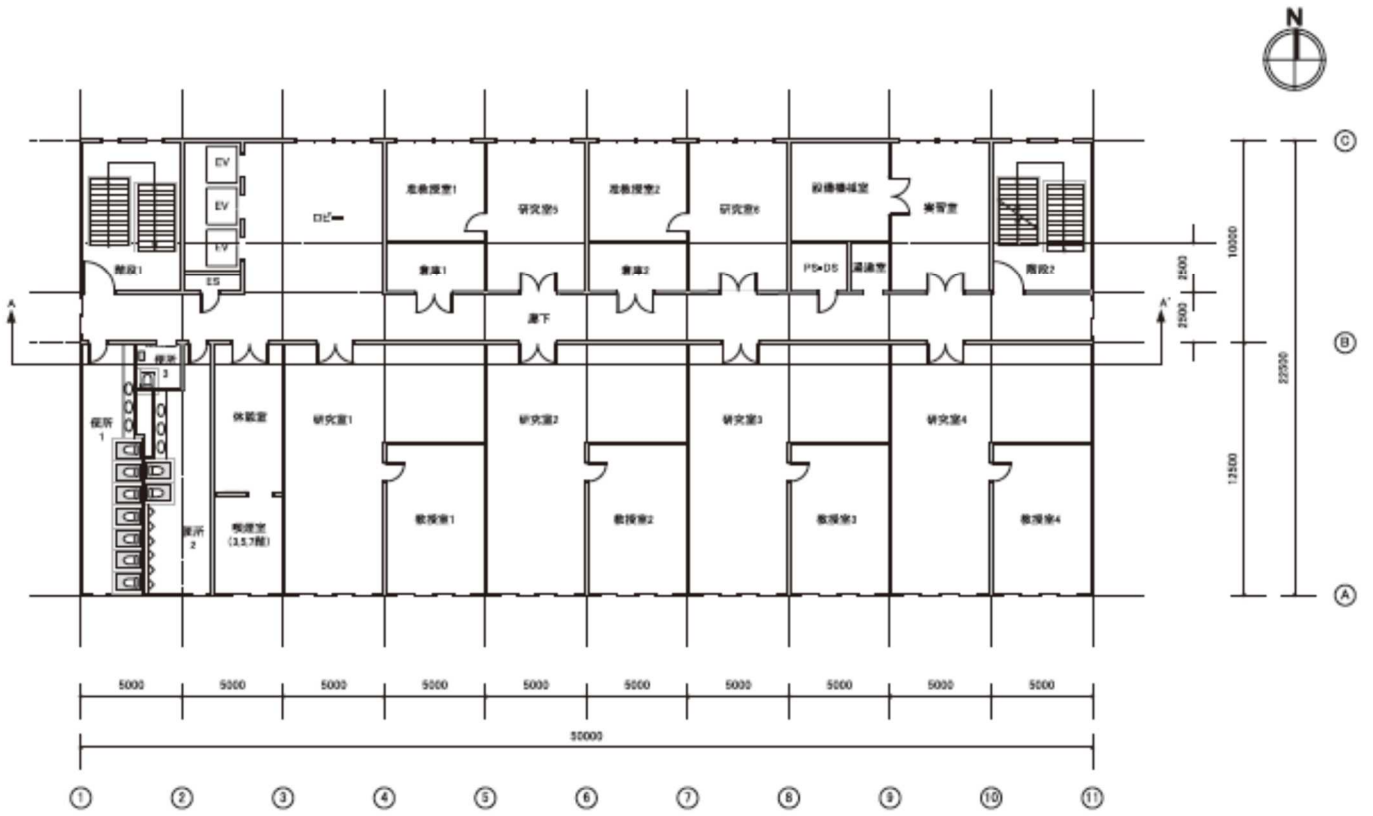 N
C
EV
准教授室1
准教授室2
設備機械室
EV
ロビー
研究室5
研究室6
実習室
EV
10000
階段1
倉庫1
倉庫2
PS・DS
湯沸室
階段2
2500
ES
A
廊下
A'
2500
B
便所
3
22500
便所
1
休憩室
研究室1
研究室2
研究室3
研究室4
12500
便所
2
喫煙室
(3,5,7階)
教授室1
教授室2
教授室3
教授室4
A
5000
5000
5000
5000
5000
5000
5000
5000
5000
5000
50000
1
2
3
4
5
6
7
8
9
10
11